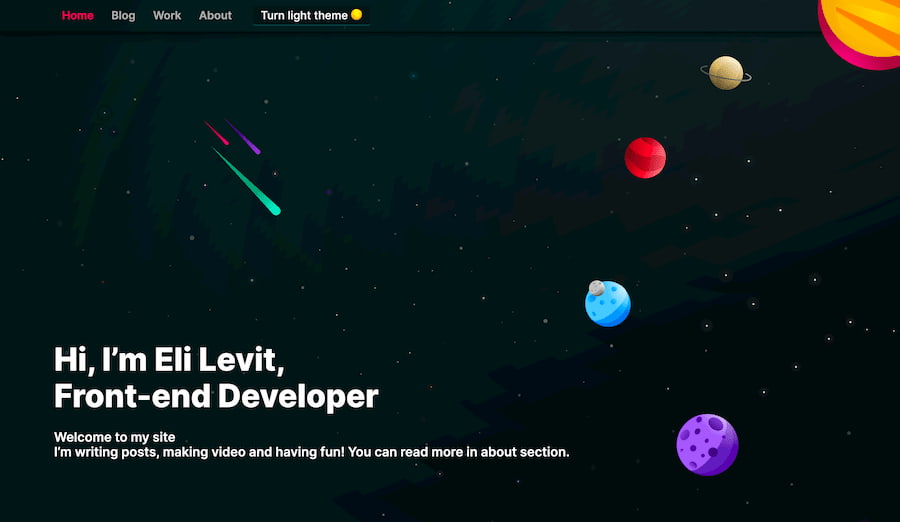 Home Blog Work About Turn light theme
Hi, I’m Eli Levit,
Front-end Developer
Welcome to my site
I’m writing posts, making video and having fun! You can read more in about section.